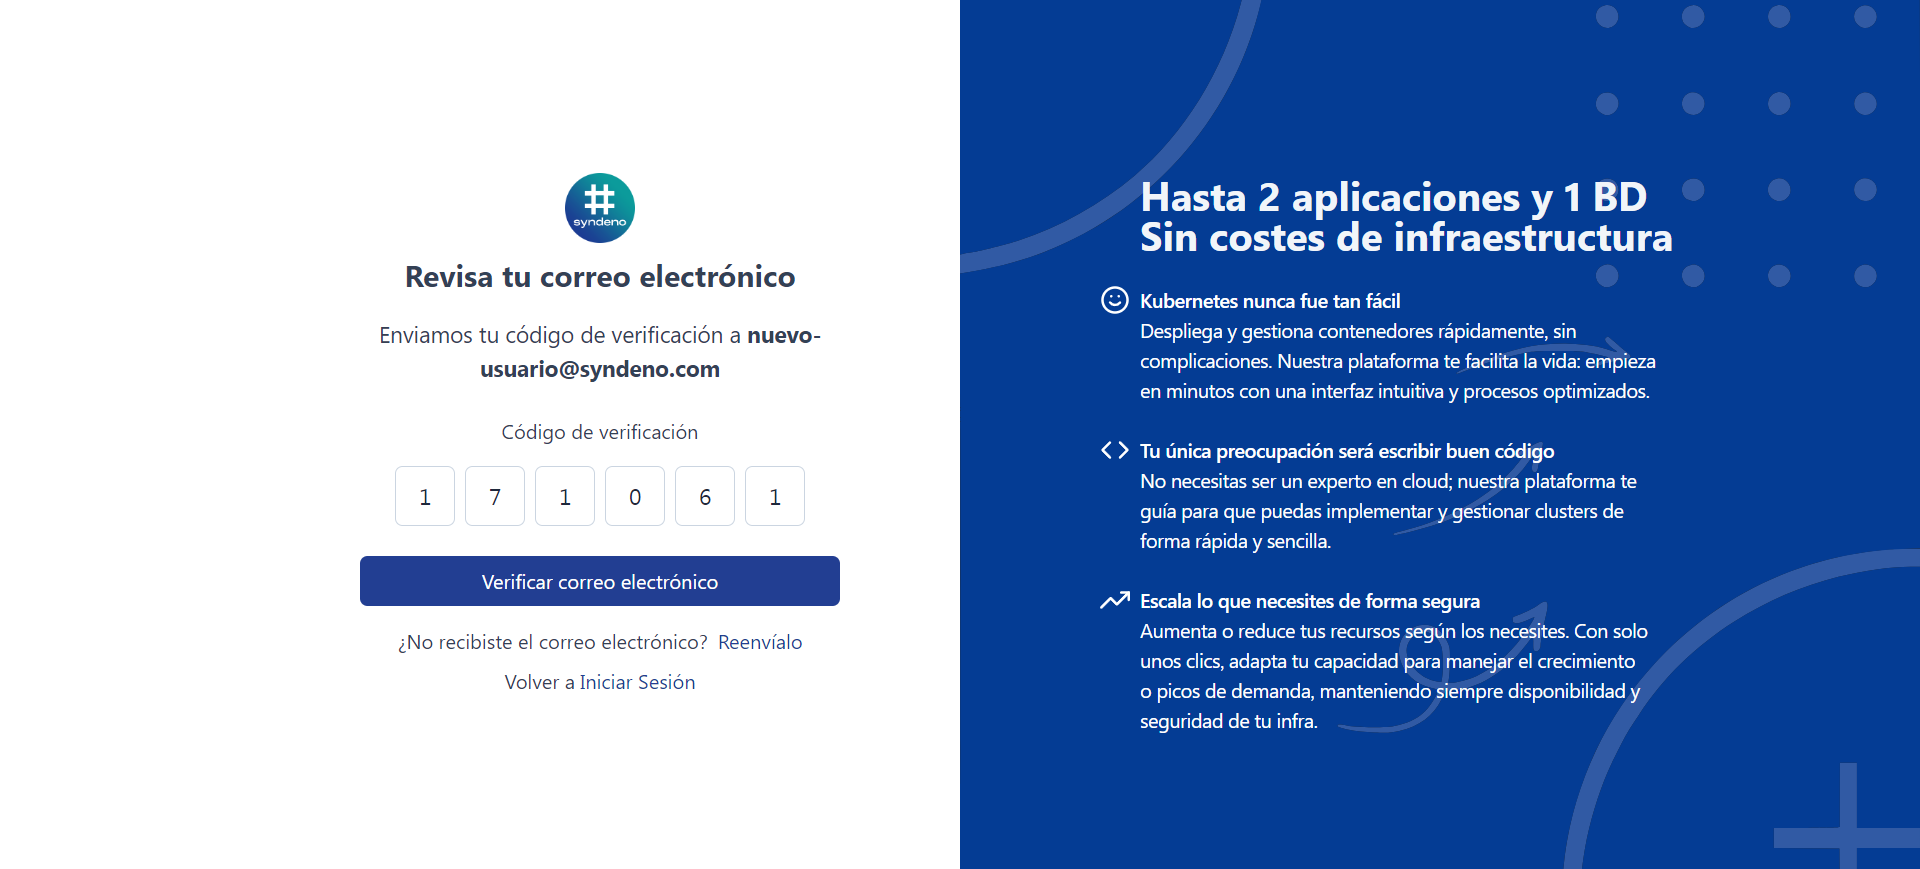 #
syndeno
Revisa tu correo electrónico
Enviamos tu código de verificación a nuevo-
usuario@syndeno.com
Código de verificación
1 7 1 0 6 1
Verificar correo electrónico
¿No recibiste el correo electrónico? Reenvíalo
Volver a Iniciar Sesión
Hasta 2 aplicaciones y 1 BD
Sin costes de infraestructura
Kubernetes nunca fue tan fácil
Despliega y gestiona contenedores rápidamente, sin
complicaciones. Nuestra plataforma te facilita la vida: empieza
en minutos con una interfaz intuitiva y procesos optimizados.
Tu única preocupación será escribir buen código
No necesitas ser un experto en cloud; nuestra plataforma te
guía para que puedas implementar y gestionar clusters de
forma rápida y sencilla.
Escala lo que necesites de forma segura
Aumenta o reduce tus recursos según los necesites. Con solo
unos clics, adapta tu capacidad para manejar el crecimiento
o picos de demanda, manteniendo siempre disponibilidad y
seguridad de tu infra.